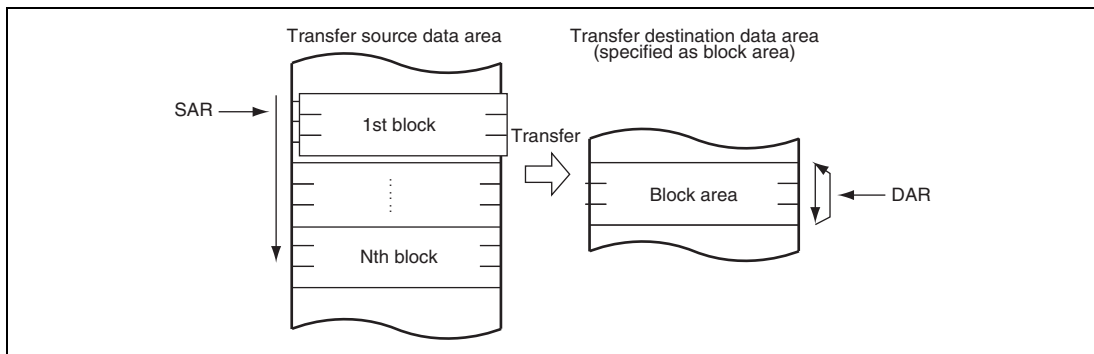 Transfer source data area
Transfer destination data area
(specified as block area)
SAR
1st block
Transfer
Block area
DAR
Nth block